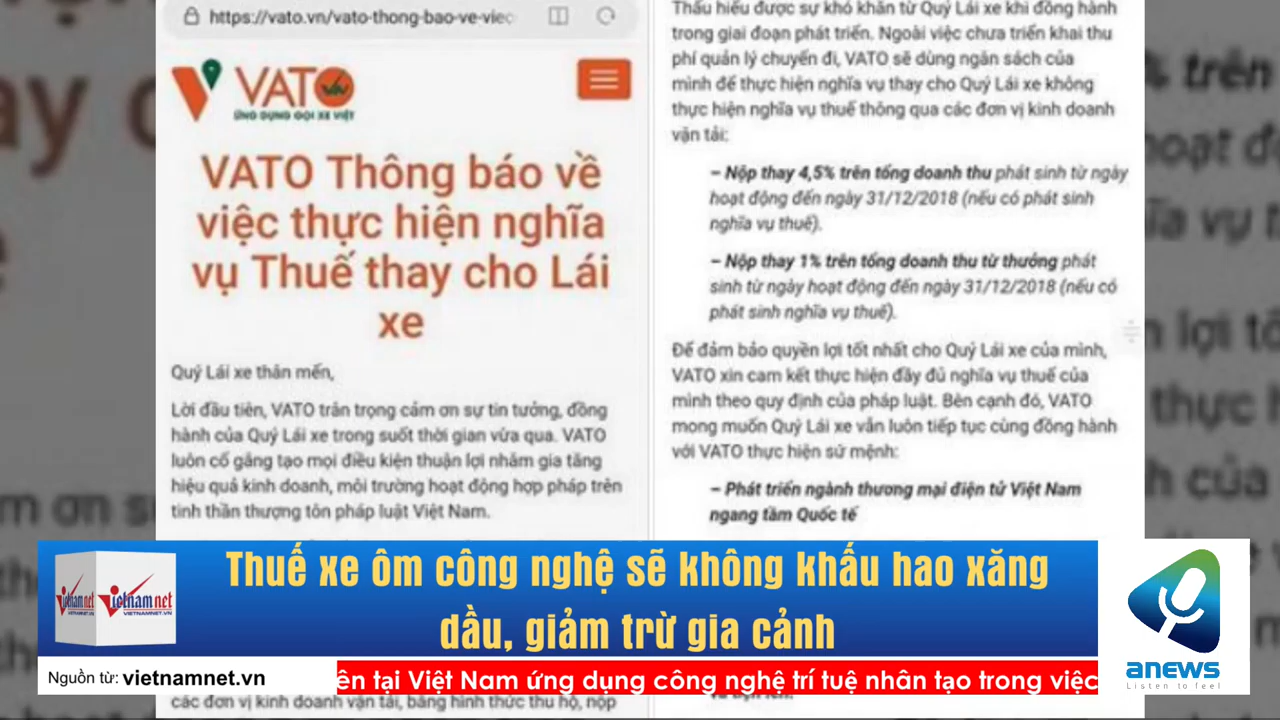 https://vato.vn/vato-thong-bao-ve-viec
VATO
ỨNG DỤNG GỌI XE VIỆT
VATO Thông báo về
việc thực hiện nghĩa
vụ Thuế thay cho Lái
xe
Quý Lái xe thân mến,
Lời đầu tiên, VATO trân trọng cảm ơn sự tin tưởng, đồng
hành của Quý Lái xe trong suốt thời gian vừa qua. VATO
luôn cố gắng tạo mọi điều kiện thuận lợi nhằm gia tăng
hiệu quả kinh doanh, môi trường hoạt động hợp pháp trên
tinh thần thượng tôn pháp luật Việt Nam.
các đơn vị kinh doanh vận tải, bằng hình thức thu hộ, nộp
Thấu hiểu được sự khó khăn từ Quý Lái xe khi đồng hành
trong giai đoạn phát triển. Ngoài việc chưa triển khai thu
phí quản lý chuyến đi, VATO sẽ dùng ngân sách của
mình để thực hiện nghĩa vụ thay cho Quý Lái xe không
thực hiện nghĩa vụ thuế thông qua các đơn vị kinh doanh
vận tải:
– Nộp thay 4,5% trên tổng doanh thu phát sinh từ ngày
hoạt động đến ngày 31/12/2018 (nếu có phát sinh
nghĩa vụ thuế).
– Nộp thay 1% trên tổng doanh thu từ thưởng phát
sinh từ ngày hoạt động đến ngày 31/12/2018 (nếu có
phát sinh nghĩa vụ thuế).
Để đảm bảo quyền lợi tốt nhất cho Quý Lái xe của mình,
VATO xin cam kết thực hiện đầy đủ nghĩa vụ thuế của
mình theo quy định của pháp luật. Bên cạnh đó, VATO
mong muốn Quý Lái xe vẫn luôn tiếp tục cùng đồng hành
với VATO thực hiện sứ mệnh:
– Phát triển ngành thương mại điện tử Việt Nam
ngang tầm Quốc tế
Thuế xe ôm công nghệ sẽ không khấu hao xăng
dầu, giảm trừ gia cảnh
Vietnamnet
VIETNAMNET.VN
Nguồn từ: vietnamnet.vn
ên tại Việt Nam ứng dụng công nghệ trí tuệ nhân tạo trong việc
anews
Listen to feel